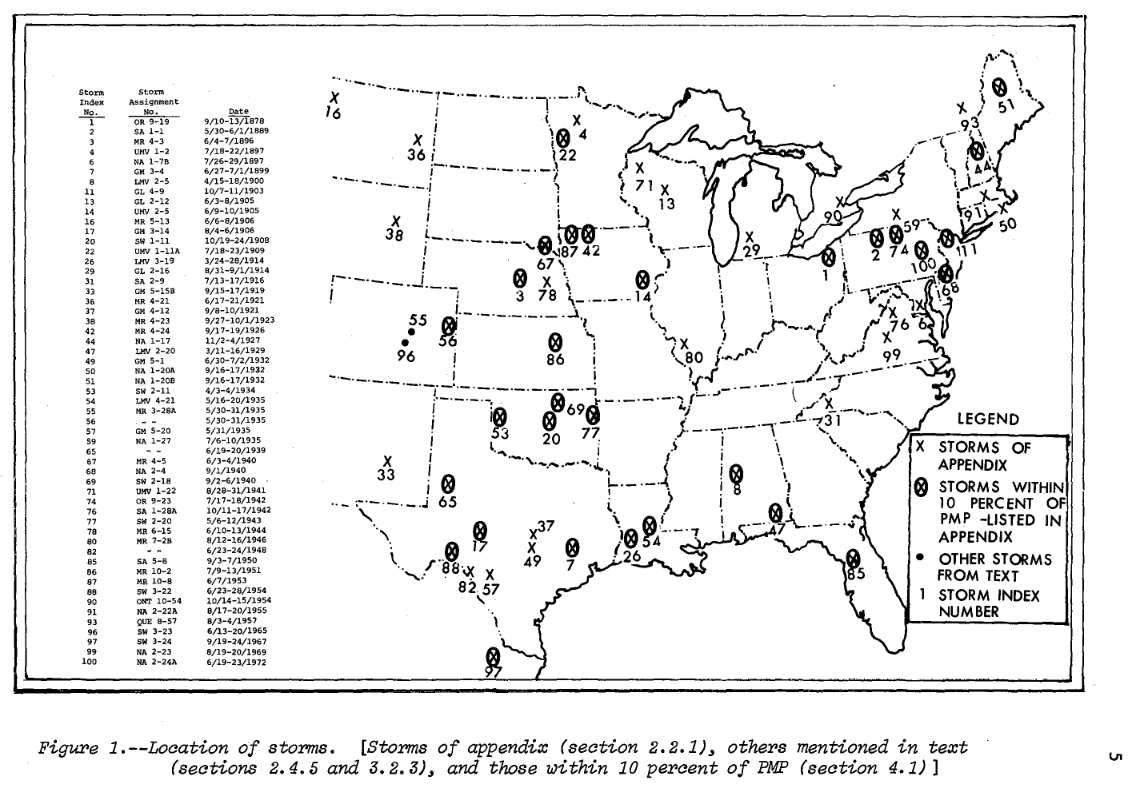 Storm Storm
Index Assignment
No. No. Date
1 OR 9-19 9/10-13/1878
2 SA 1-1 5/30-6/1/1889
3 MR 4-3 6/4-7/1896
4 UMV 1-2 7/18-22/1897
6 NA 1-7B 7/26-29/1897
7 GM 3-4 6/27-7/1/1899
8 LMV 2-5 4/15-18/1900
11 GL 4-9 10/7-11/1903
13 GL 2-12 6/3-8/1905
14 UMV 2-5 6/9-10/1905
16 MR 5-13 6/6-8/1906
17 GM 3-14 8/4-6/1906
20 SW 1-11 10/19-24/1908
22 UMV 1-11A 7/18-23/1909
26 LMV 3-19 3/24-28/1914
29 GL 2-16 8/31-9/1/1914
31 SA 2-9 7/13-17/1916
33 GM 5-15B 9/15-17/1919
36 MR 4-21 6/17-21/1921
37 GM 4-12 9/8-10/1921
38 MR 4-23 9/27-10/1/1923
42 MR 4-24 9/17-19/1926
44 NA 1-17 11/2-4/1927
47 LMV 2-20 3/11-16/1929
49 GM 5-1 6/30-7/2/1932
50 NA 1-20A 9/16-17/1932
51 NA 1-20B 9/16-17/1932
53 SW 2-11 4/3-4/1934
54 LMV 4-21 5/16-20/1935
55 MR 3-28A 5/30-31/1935
56 - - 5/30-31/1935
57 GM 5-20 5/31/1935
59 NA 1-27 7/6-10/1935
65 - - 6/19-20/1939
67 MR 4-5 6/3-4/1940
68 NA 2-4 9/1/1940
69 SW 2-18 9/2-6/1940
71 UMV 1-22 8/28-31/1941
74 OR 9-23 7/17-18/1942
76 SA 1-28A 10/11-17/1942
77 SW 2-20 5/6-12/1943
78 MR 6-15 6/10-13/1944
80 MR 7-2B 8/12-16/1946
82 - - 6/23-24/1948
85 SA 5-8 9/3-7/1950
86 MR 10-2 7/9-13/1951
87 MR 10-8 6/7/1953
88 SW 3-22 6/23-28/1954
90 ONT 10-54 10/14-15/1954
91 NA 2-22A 8/17-20/1955
93 QUE 8-57 8/3-4/1957
96 SW 3-23 6/13-20/1965
97 SW 3-24 9/19-24/1967
99 NA 2-23 8/19-20/1969
100 NA 2-24A 6/19-23/1972
16
36
38
4
22
71
13
93
51
44
91
50
90
59
29
67
87
42
1
2
74
100
11
68
3
78
14
7
76
6
99
55
56
96
86
80
31
53
20
69
77
33
65
8
47
17
37
49
7
26
54
88
82
57
85
97
LEGEND
X STORMS OF
APPENDIX
STORMS WITHIN
10 PERCENT OF
PMP -LISTED IN
APPENDIX
OTHER STORMS
FROM TEXT
1 STORM INDEX
NUMBER
Figure 1.--Location of storms. [Storms of appendix (section 2.2.1), others mentioned in text
(sections 2.4.5 and 3.2.3), and those within 10 percent of PMP (section 4.1)]
5